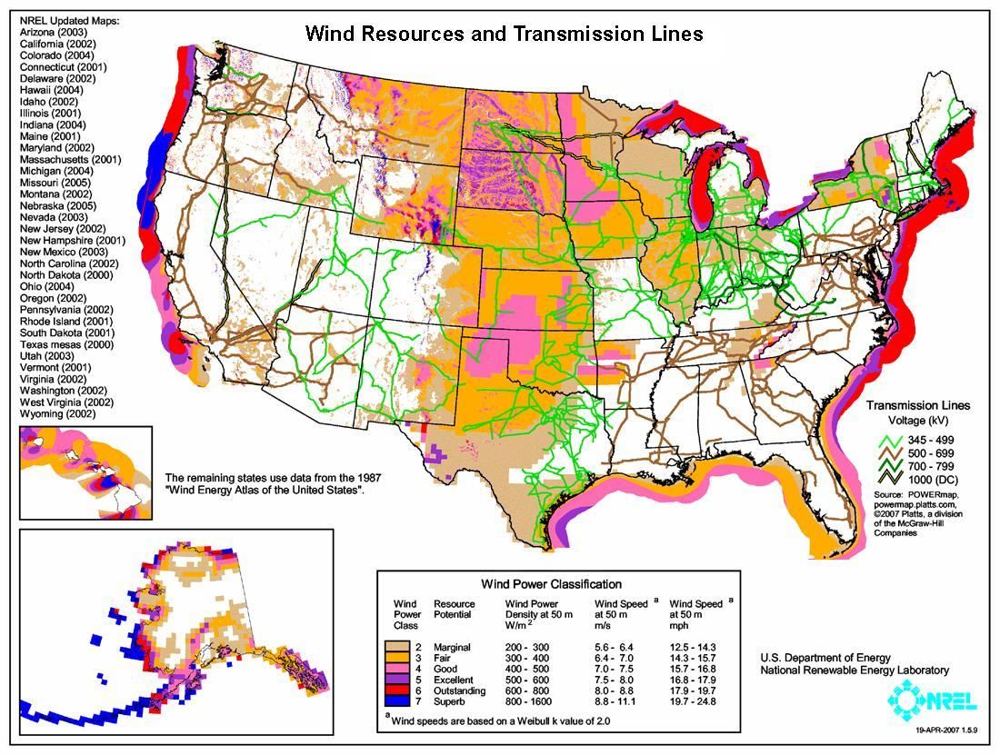 Wind Resources and Transmission Lines
NREL Updated Maps:
Arizona (2003)
California (2002)
Colorado (2004)
Connecticut (2001)
Delaware (2002)
Hawaii (2004)
Idaho (2002)
Illinois (2001)
Indiana (2004)
Maine (2001)
Maryland (2002)
Massachusetts (2001)
Michigan (2004)
Missouri (2005)
Montana (2002)
Nebraska (2005)
Nevada (2003)
New Jersey (2002)
New Hampshire (2001)
New Mexico (2003)
North Carolina (2002)
North Dakota (2000)
Ohio (2004)
Oregon (2002)
Pennsylvania (2002)
Rhode Island (2001)
South Dakota (2001)
Texas mesas (2000)
Utah (2003)
Vermont (2001)
Virginia (2002)
Washington (2002)
West Virginia (2002)
Wyoming (2002)
The remaining states use data from the 1987
"Wind Energy Atlas of the United States".
Transmission Lines
Voltage (kV)
345 - 499
500 - 699
700 - 799
1000 (DC)
Source: POWERmap,
powermap.platts.com,
©2007 Platts, a division
of the McGraw-Hill
Companies
Wind Power Classification
Wind Resource Wind Power Wind Speed a Wind Speed a
Power Potential Density at 50 m at 50 m at 50 m
Class W/m 2 m/s mph
2 Marginal 200 - 300 5.6 - 6.4 12.5 - 14.3
3 Fair 300 - 400 6.4 - 7.0 14.3 - 15.7
4 Good 400 - 500 7.0 - 7.5 15.7 - 16.8
5 Excellent 500 - 600 7.5 - 8.0 16.8 - 17.9
6 Outstanding 600 - 800 8.0 - 8.8 17.9 - 19.7
7 Superb 800 - 1600 8.8 - 11.1 19.7 - 24.8
a Wind speeds are based on a Weibull k value of 2.0
U.S. Department of Energy
National Renewable Energy Laboratory
NREL
19-APR-2007 1.5.9